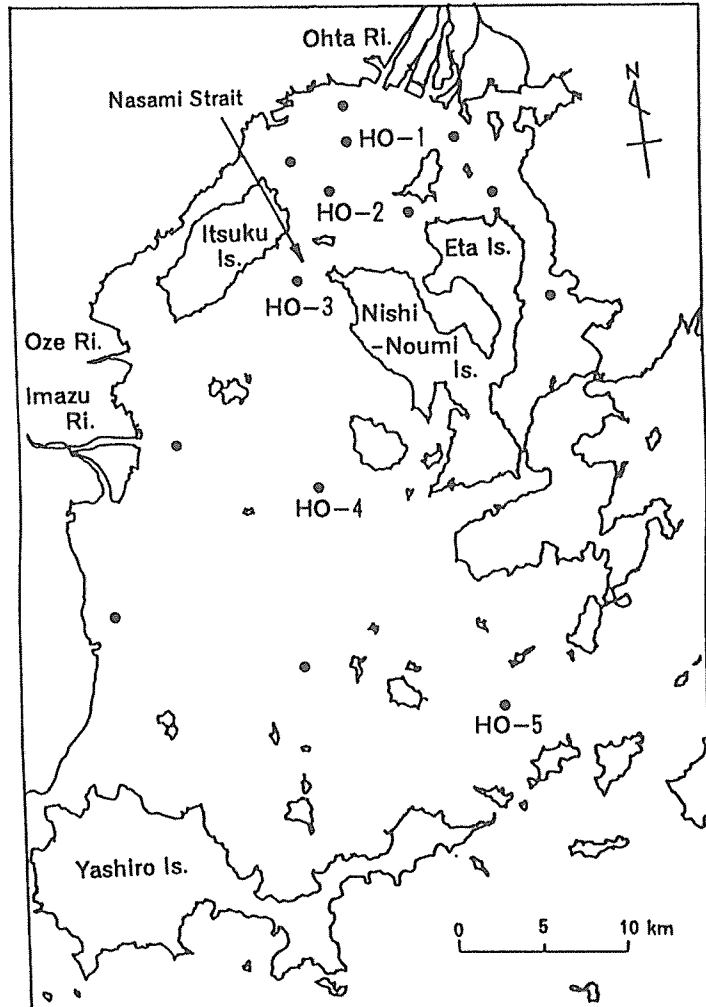 Ohta Ri.
Nasami Strait
N
HO-1
HO-2
Itsuku
Is.
Eta Is.
HO-3
Nishi
-Noumi
Is.
Oze Ri.
Imazu
Ri.
HO-4
HO-5
Yashiro Is.
0 5 10 km